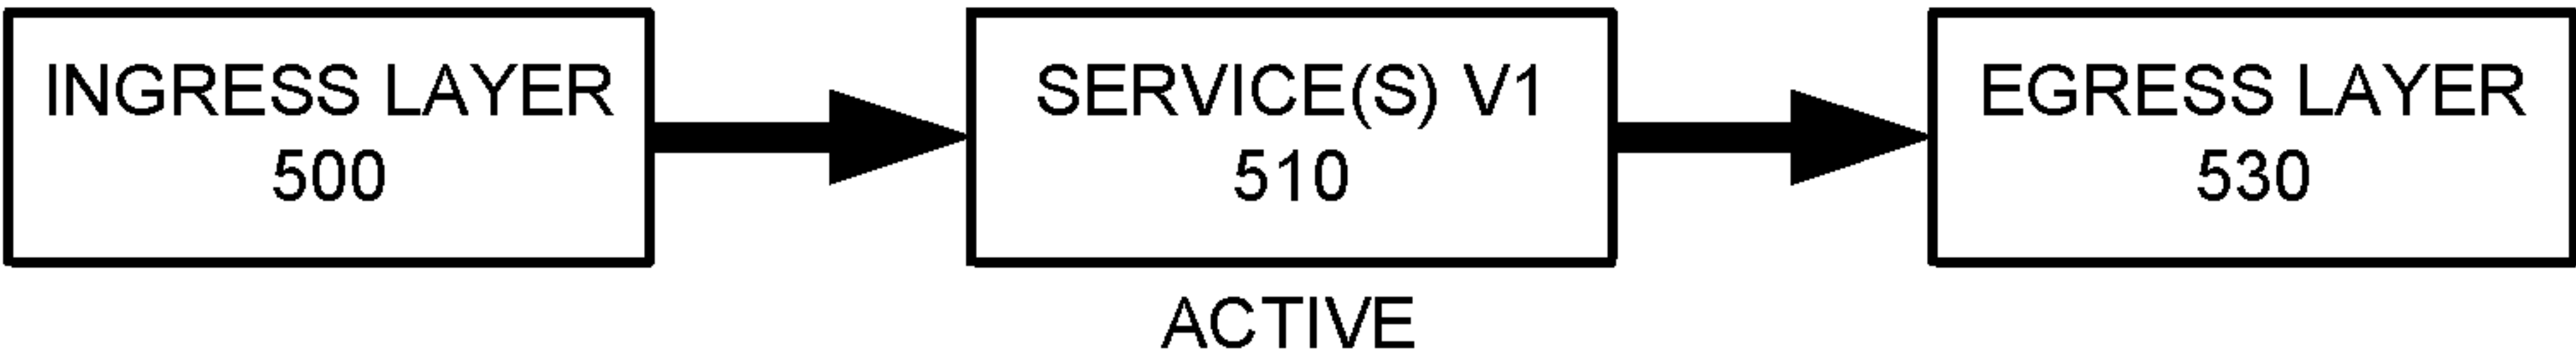 INGRESS LAYER
500
SERVICE(S) V1
510
ACTIVE
EGRESS LAYER
530